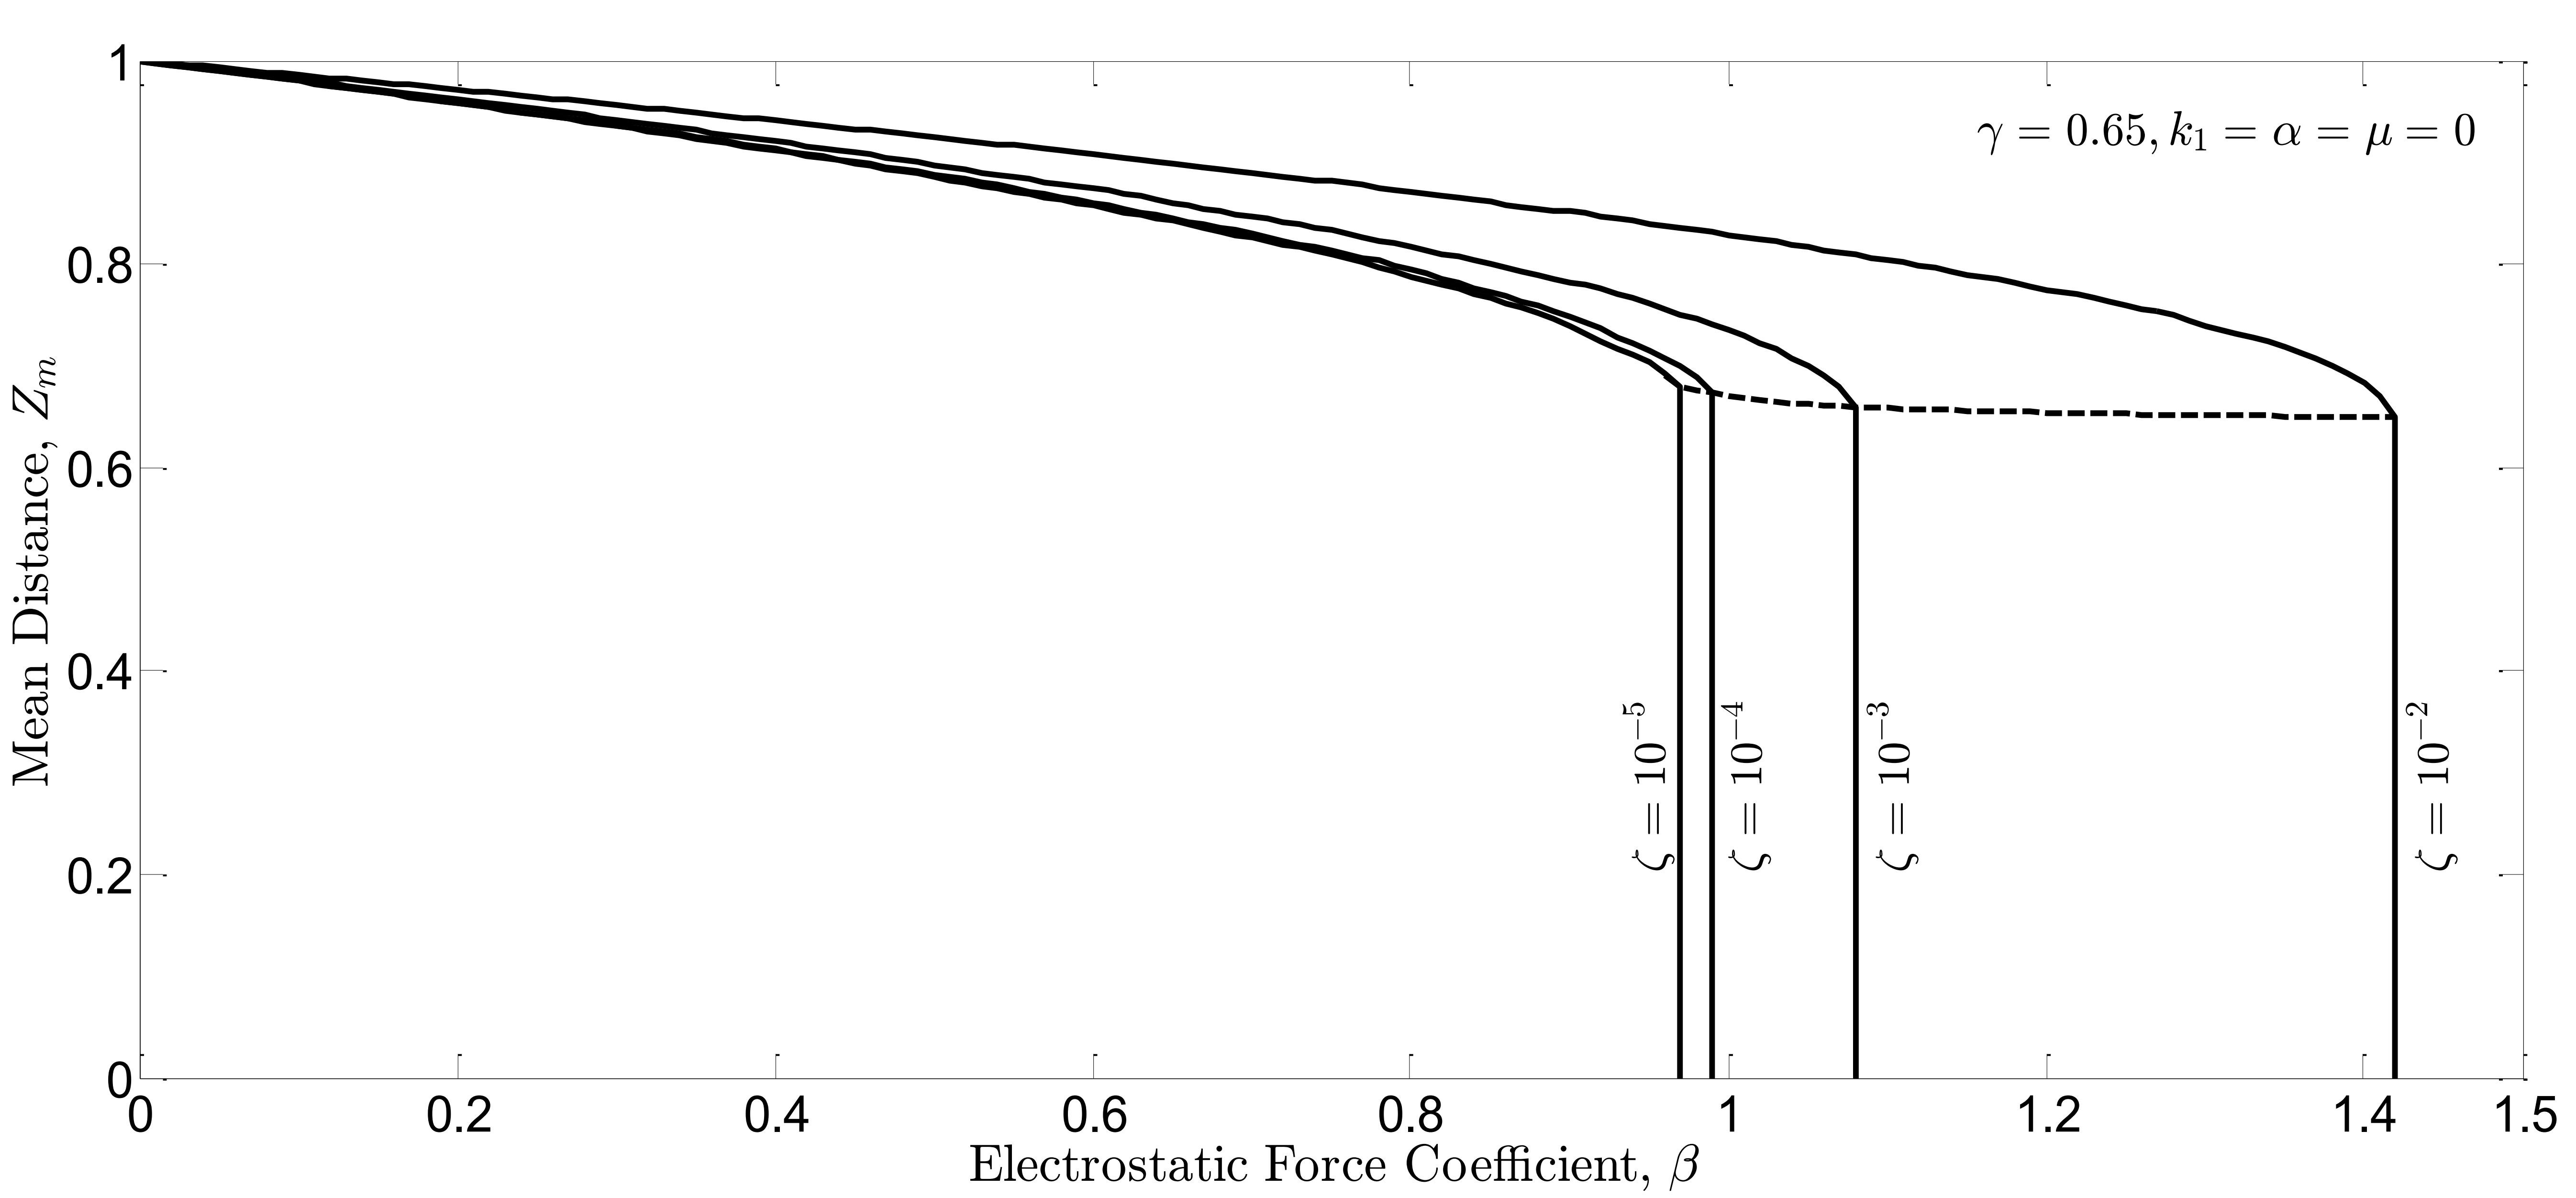 1
0.8
0.6
0.4
0.2
0
Mean Distance, Z_m
γ = 0.65, k_1 = α = μ = 0
ζ = 10^{-5}
ζ = 10^{-4}
ζ = 10^{-3}
ζ = 10^{-2}
0 0.2 0.4 0.6 0.8 1 1.2 1.4 1.5
Electrostatic Force Coefficient, β